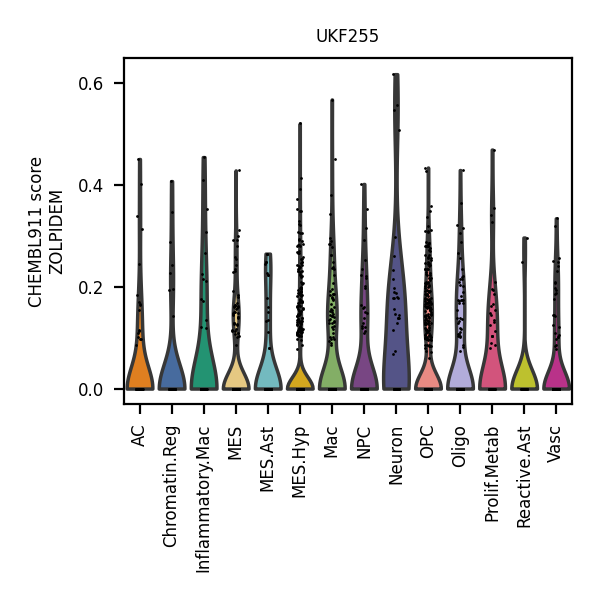 UKF255
CHEMBL911 score
ZOLPIDEM
0.6
0.4
0.2
0.0
AC
Chromatin.Reg
Inflammatory.Mac
MES
MES.Ast
MES.Hyp
Mac
NPC
Neuron
OPC
Oligo
Prolif.Metab
Reactive.Ast
Vasc